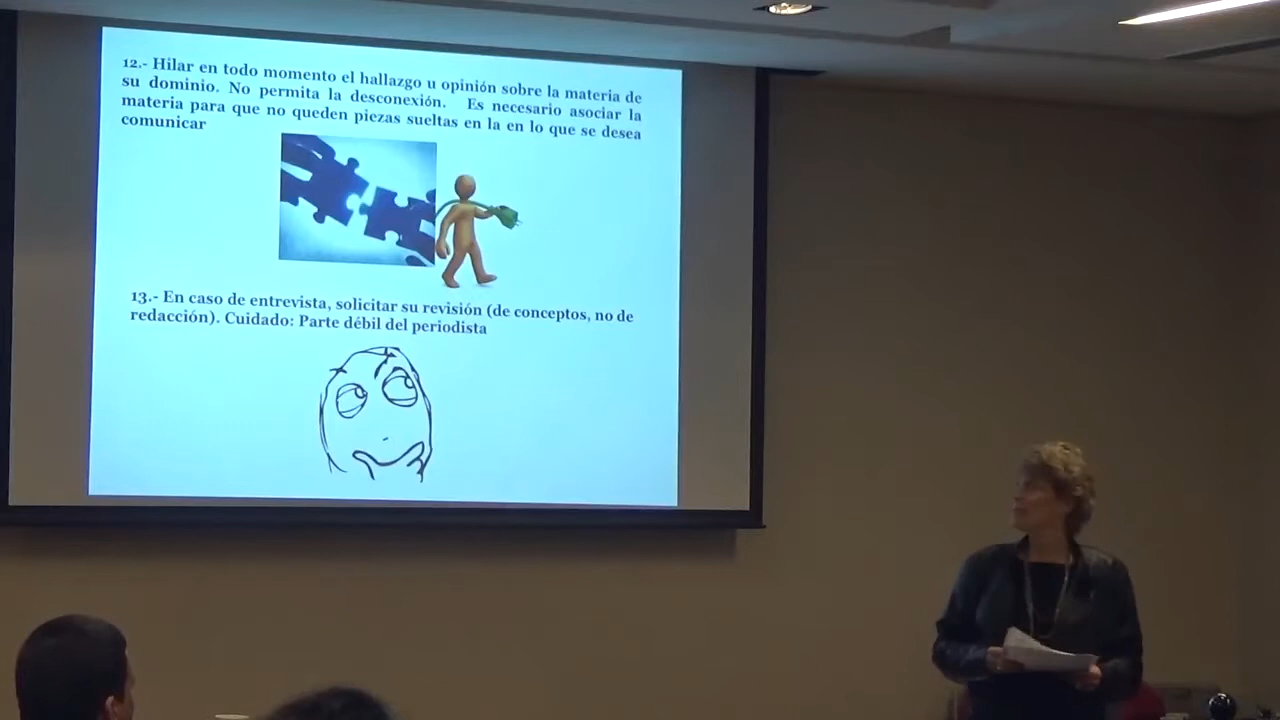 12.- Hilar en todo momento el hallazgo u opinión sobre la materia de
su dominio. No permita la desconexión. Es necesario asociar la
materia para que no queden piezas sueltas en la en lo que se desea
comunicar
13.- En caso de entrevista, solicitar su revisión (de conceptos, no de
redacción). Cuidado: Parte débil del periodista